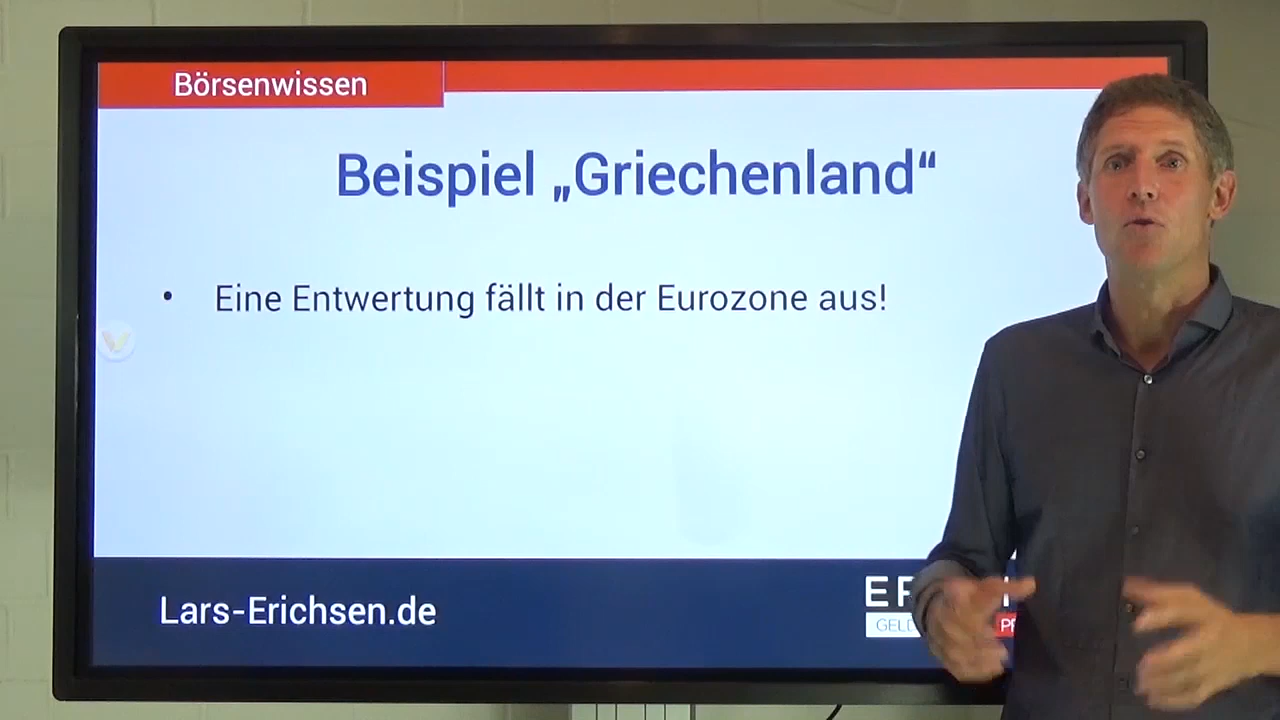 Börsenwissen
Beispiel „Griechenland“
• Eine Entwertung fällt in der Eurozone aus!
Lars-Erichsen.de